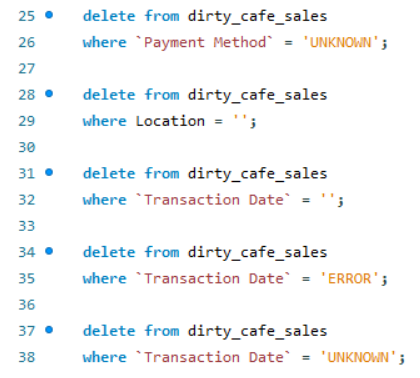 25 delete from dirty_cafe_sales
26 where `Payment Method` = 'UNKNOWN';
27
28 delete from dirty_cafe_sales
29 where Location = '';
30
31 delete from dirty_cafe_sales
32 where `Transaction Date` = '';
33
34 delete from dirty_cafe_sales
35 where `Transaction Date` = 'ERROR';
36
37 delete from dirty_cafe_sales
38 where `Transaction Date` = 'UNKNOWN';